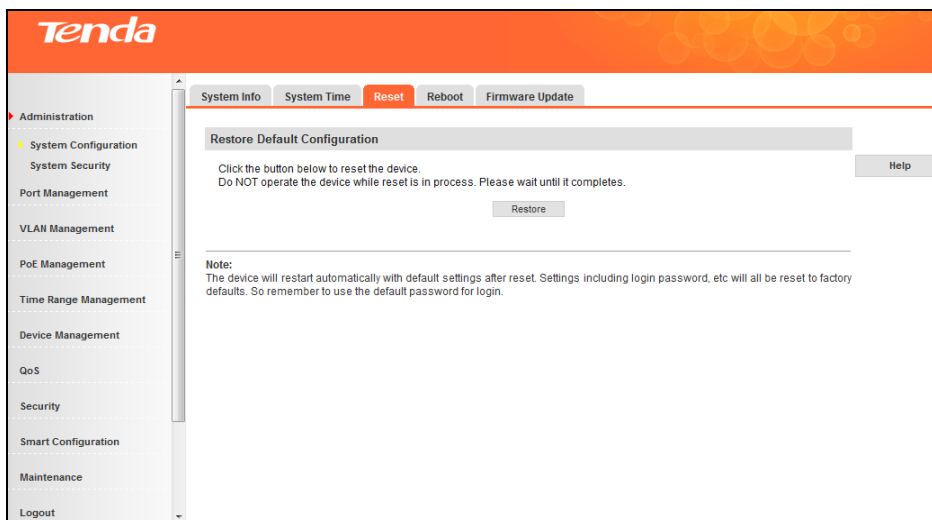 Tenda
System Info
System Time
Reset
Reboot
Firmware Update
Administration
System Configuration
System Security
Port Management
VLAN Management
PoE Management
Time Range Management
Device Management
QoS
Security
Smart Configuration
Maintenance
Logout
Restore Default Configuration
Click the button below to reset the device.
Do NOT operate the device while reset is in process. Please wait until it completes.
Restore
Help
Note:
The device will restart automatically with default settings after reset. Settings including login password, etc will all be reset to factory
defaults. So remember to use the default password for login.